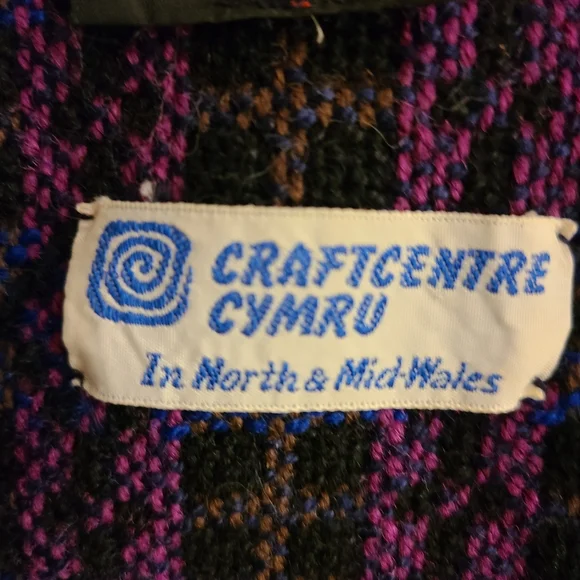 CRAFTCENTRE
CYMRU
In North & Mid-Wales